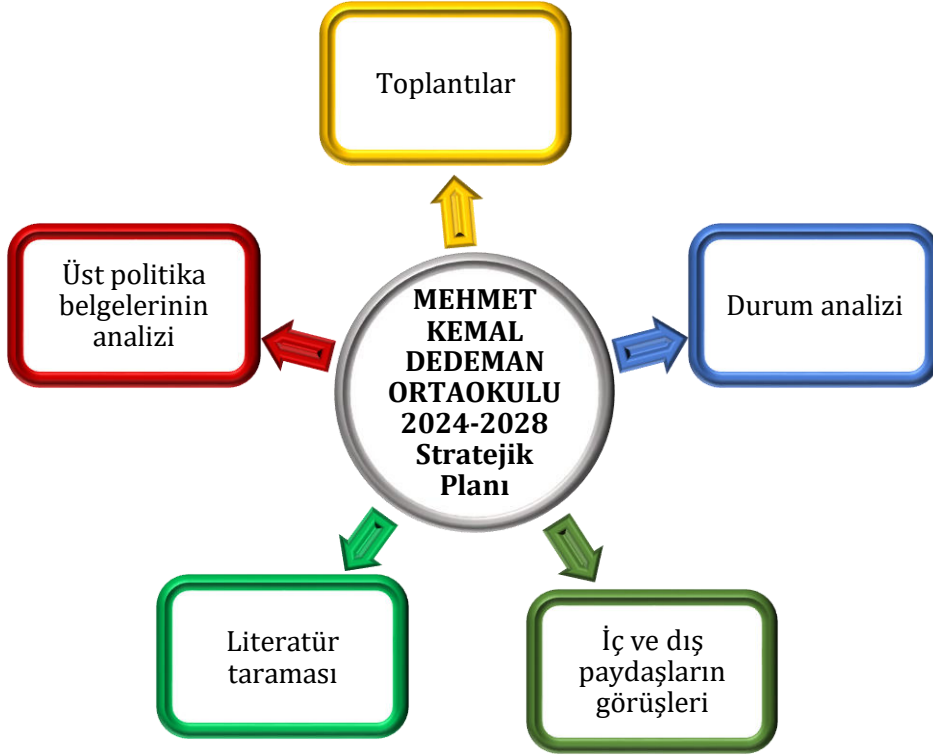 Toplantılar
Üst politika
belgelerinin
analizi
MEHMET
KEMAL
DEDEMAN
ORTAOKULU
2024-2028
Stratejik
Planı
Durum analizi
Literatür
taraması
İç ve dış
paydaşların
görüşleri